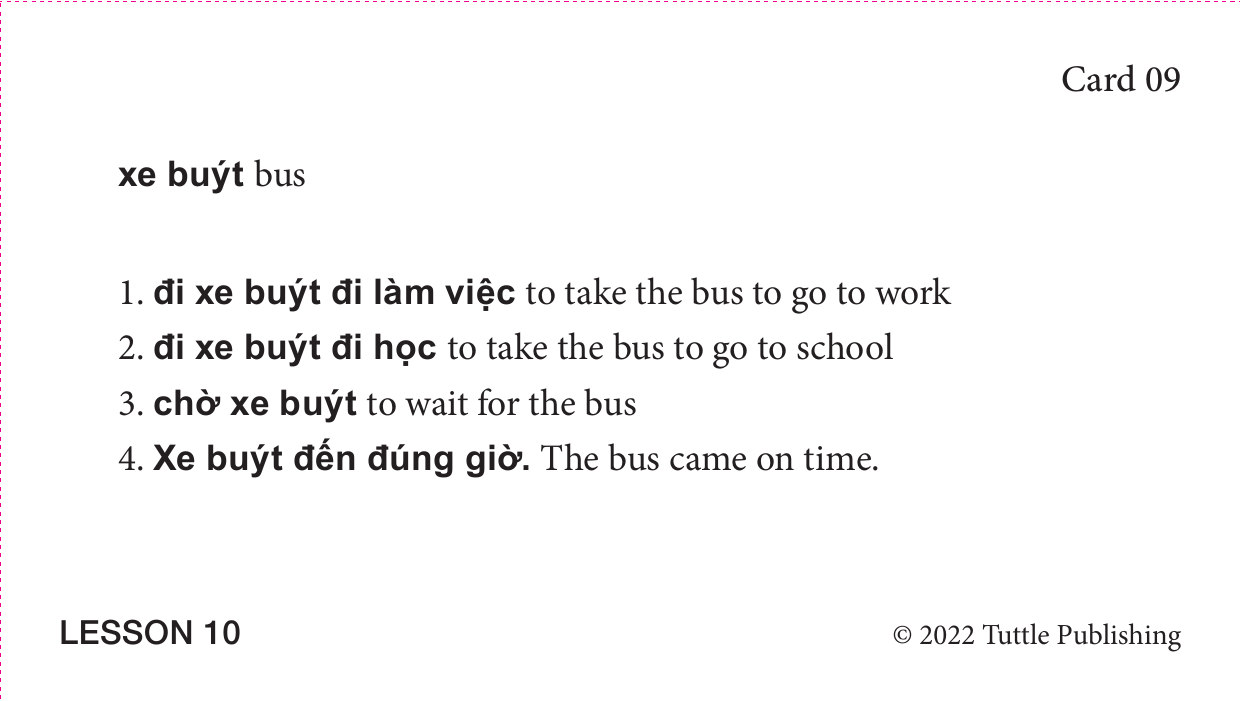 Card 09
xe buýt bus
1. đi xe buýt đi làm việc to take the bus to go to work
2. đi xe buýt đi học to take the bus to go to school
3. chờ xe buýt to wait for the bus
4. Xe buýt đến đúng giờ. The bus came on time.
LESSON 10
© 2022 Tuttle Publishing